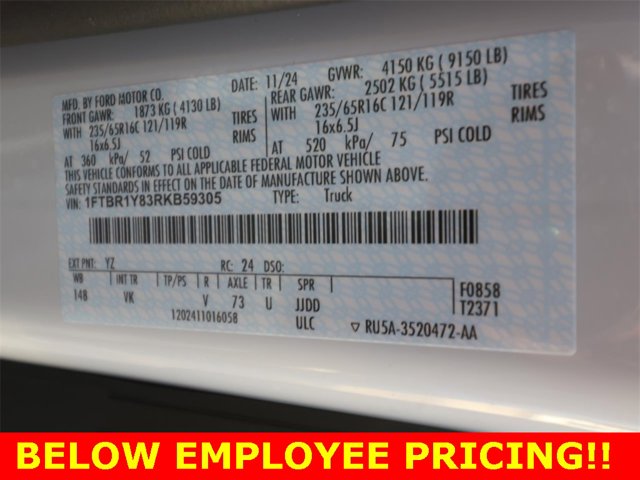 MFD. BY FORD MOTOR CO.
DATE: 11/24 GVWR: 4150 KG ( 9150 LB)
FRONT GAWR: 1873 KG ( 4130 LB)
REAR GAWR: 2502 KG ( 5515 LB)
WITH 235/65R16C 121/119R TIRES
WITH 235/65R16C 121/119R TIRES
16x6.5J RIMS
16x6.5J RIMS
AT 360 kPa/ 52 PSI COLD
AT 520 kPa/ 75 PSI COLD
THIS VEHICLE CONFORMS TO ALL APPLICABLE FEDERAL MOTOR VEHICLE
SAFETY STANDARDS IN EFFECT ON THE DATE OF MANUFACTURE SHOWN ABOVE.
VIN: 1FTBR1Y83RKB59305 TYPE: Truck
EXT PNT: YZ RC: 24 DSO:
WB INT TR TP/PS R AXLE TR SPR
148 VK V 73 U JJDD
F0858
T2371
1202411016058 ULC
▽ RU5A-3520472-AA
BELOW EMPLOYEE PRICING!!